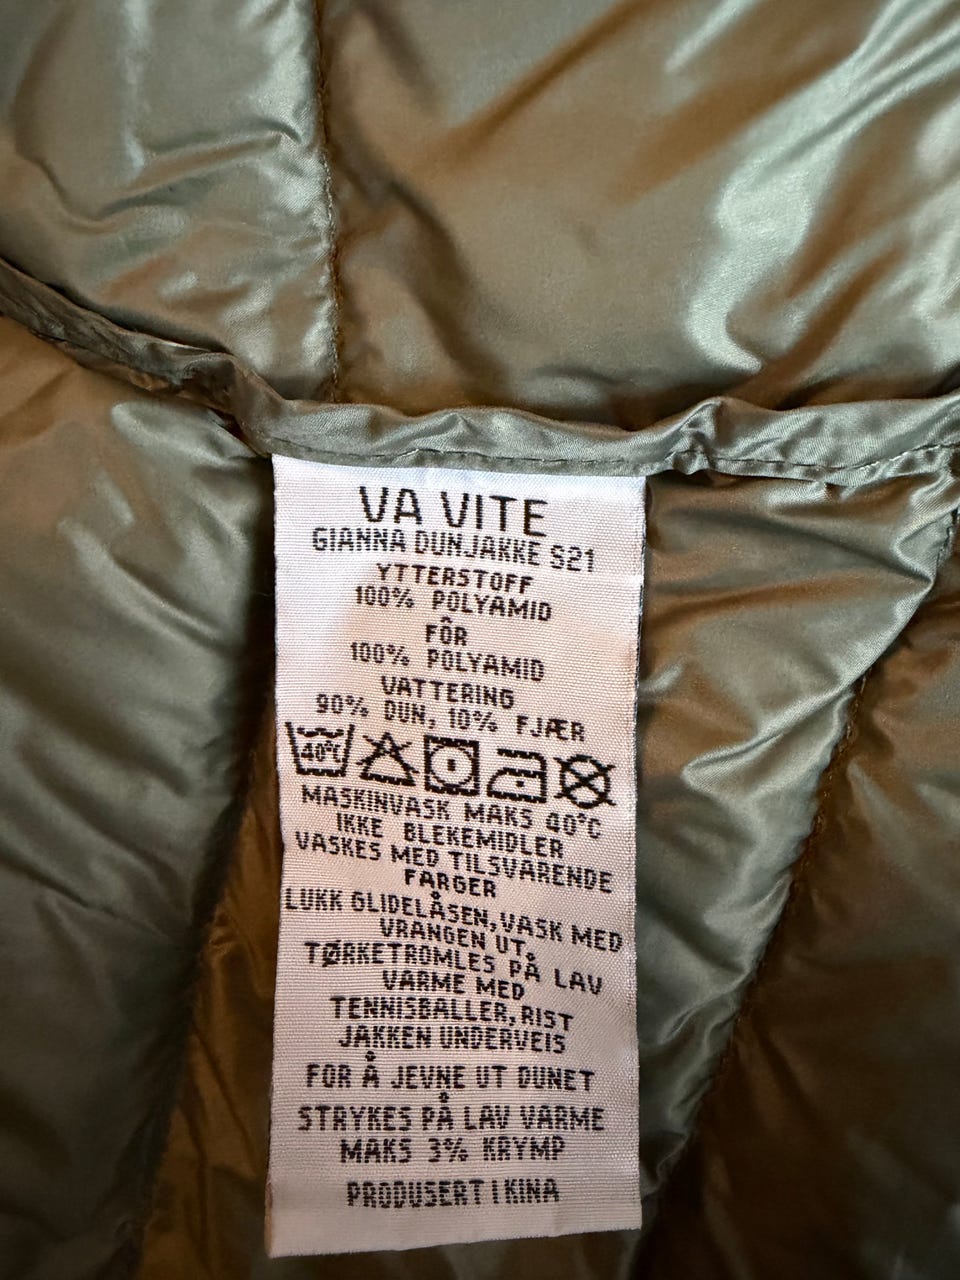 VA VITE
GIANNA DUNJAKKE S21
YTTERSTOFF
100% POLYAMID
FÔR
100% POLYAMID
VATTERING
90% DUN, 10% FJÆR
40°C
MASKINVASK MAKS 40°C
IKKE BLEKEMIDLER
VASKES MED TILSVARENDE
FARGER
LUKK GLIDELÅSEN, VASK MED
VRANGEN UT,
TØRKETROMLES PÅ LAV
VARME MED
TENNISBALLER, RIST
JAKKEN UNDERVEIS
FOR Å JEVNE UT DUNET
STRYKES PÅ LAV VARME
MAKS 3% KRYMP
PRODUSERT I KINA